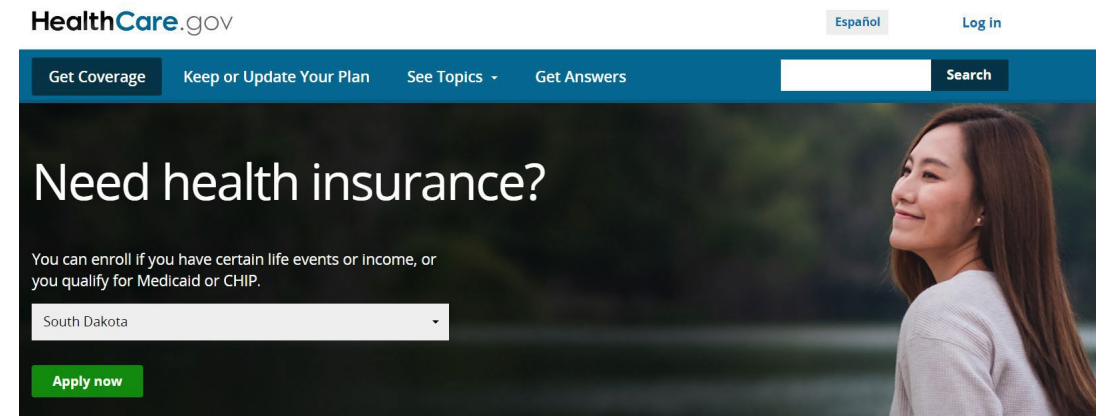 HealthCare.gov
Español
Log in
Get Coverage
Keep or Update Your Plan
See Topics
Get Answers
Search
Need health insurance?
You can enroll if you have certain life events or income, or
you qualify for Medicaid or CHIP.
South Dakota
Apply now